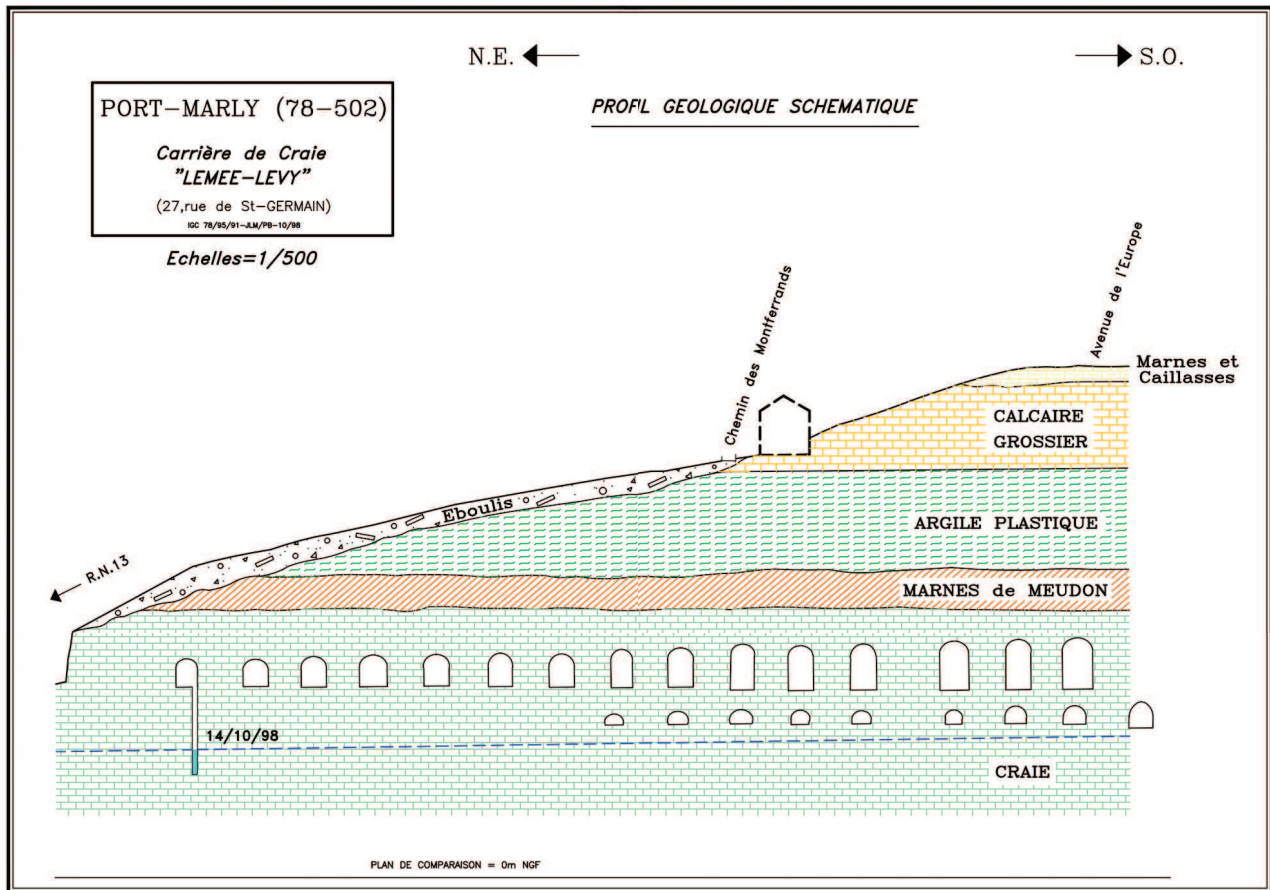 N.E.
S.O.
PORT-MARLY (78-502)
Carrière de Craie
"LEMEE-LEVY"
(27,rue de St-GERMAIN)
IGC 78/95/91-JLM/PB-10/98
Echelles=1/500
PROFIL GEOLOGIQUE SCHEMATIQUE
Chemin des Montferrands
Avenue de l'Europe
Marnes et
Caillasses
CALCAIRE
GROSSIER
Eboulis
ARGILE PLASTIQUE
R.N.13
MARNES de MEUDON
14/10/98
CRAIE
PLAN DE COMPARAISON = 0m NGF